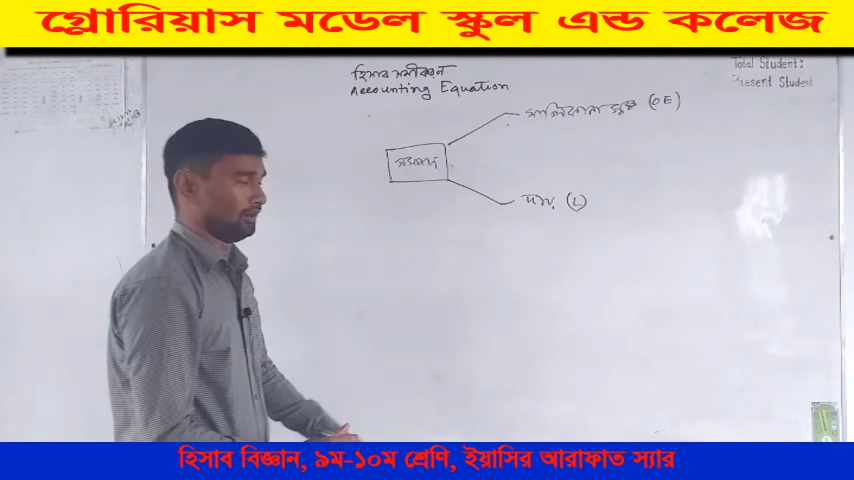 গ্লোরিয়াস মডেল স্কুল এন্ড কলেজ
Total Student:
Present Student
হিসাব সমীকরণ
Accounting Equation
মালিকানা স্বত্ব (OE)
সম্পদ
দায় (L)
হিসাব বিজ্ঞান, ৯ম-১০ম শ্রেণি, ইয়াসির আরাফাত স্যার